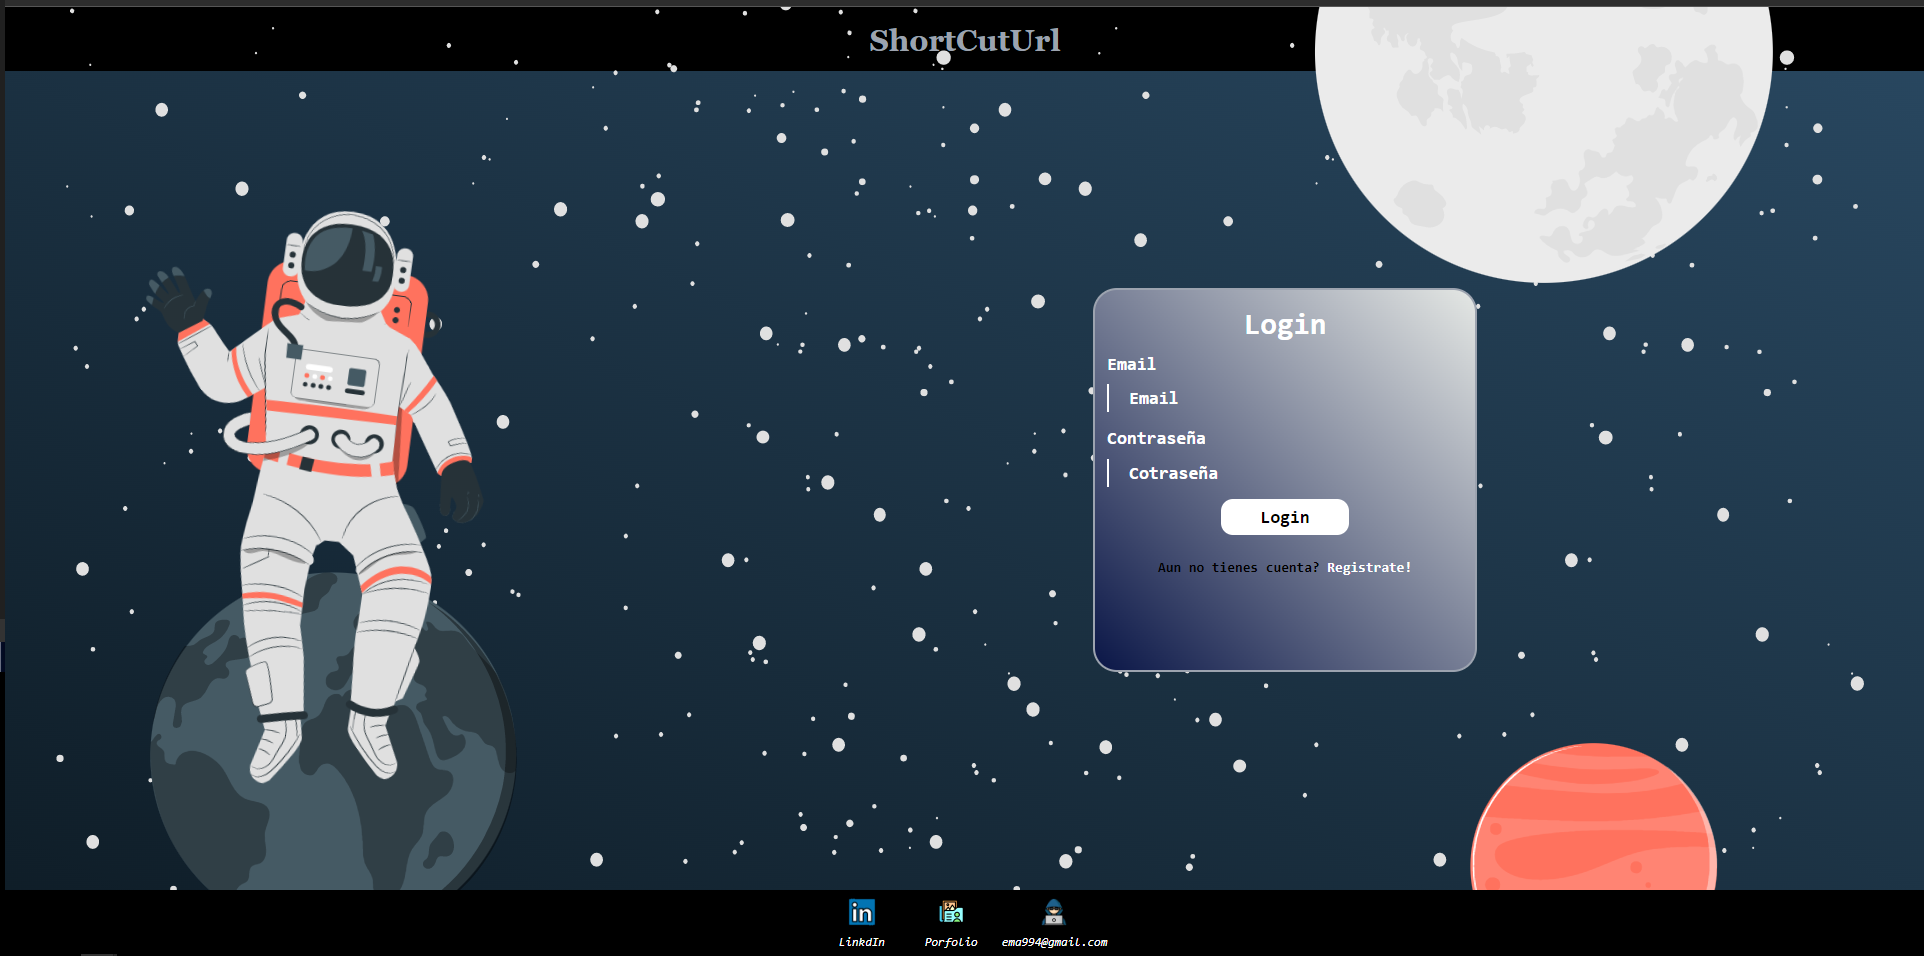 ShortCutUrl
Login
Email
Email
Contraseña
Cotraseña
Login
Aun no tienes cuenta? Registrate!
in
LinkdIn
Porfolio
ema994@gmail.com